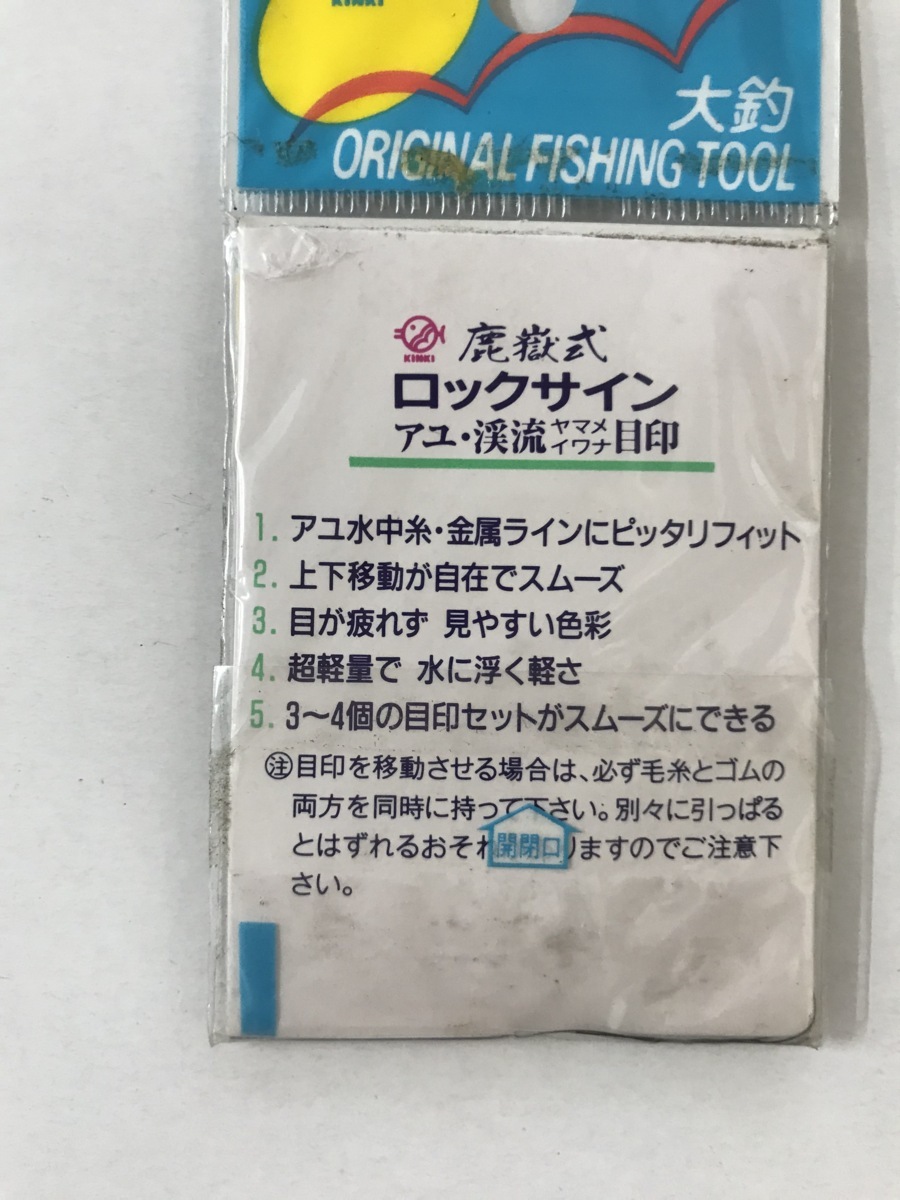 KINKI
大釣
ORIGINAL FISHING TOOL
KINKI 鹿嶽式
ロックサイン
アユ・渓流ヤマメイワナ目印
1. アユ水中糸・金属ラインにピッタリフィット
2. 上下移動が自在でスムーズ
3. 目が疲れず 見やすい色彩
4. 超軽量で 水に浮く軽さ
5. 3〜4個の目印セットがスムーズにできる
㊟目印を移動させる場合は、必ず毛糸とゴムの
両方を同時に持って下さい。別々に引っぱる
とはずれるおそれ りますのでご注意下
さい。
開閉口